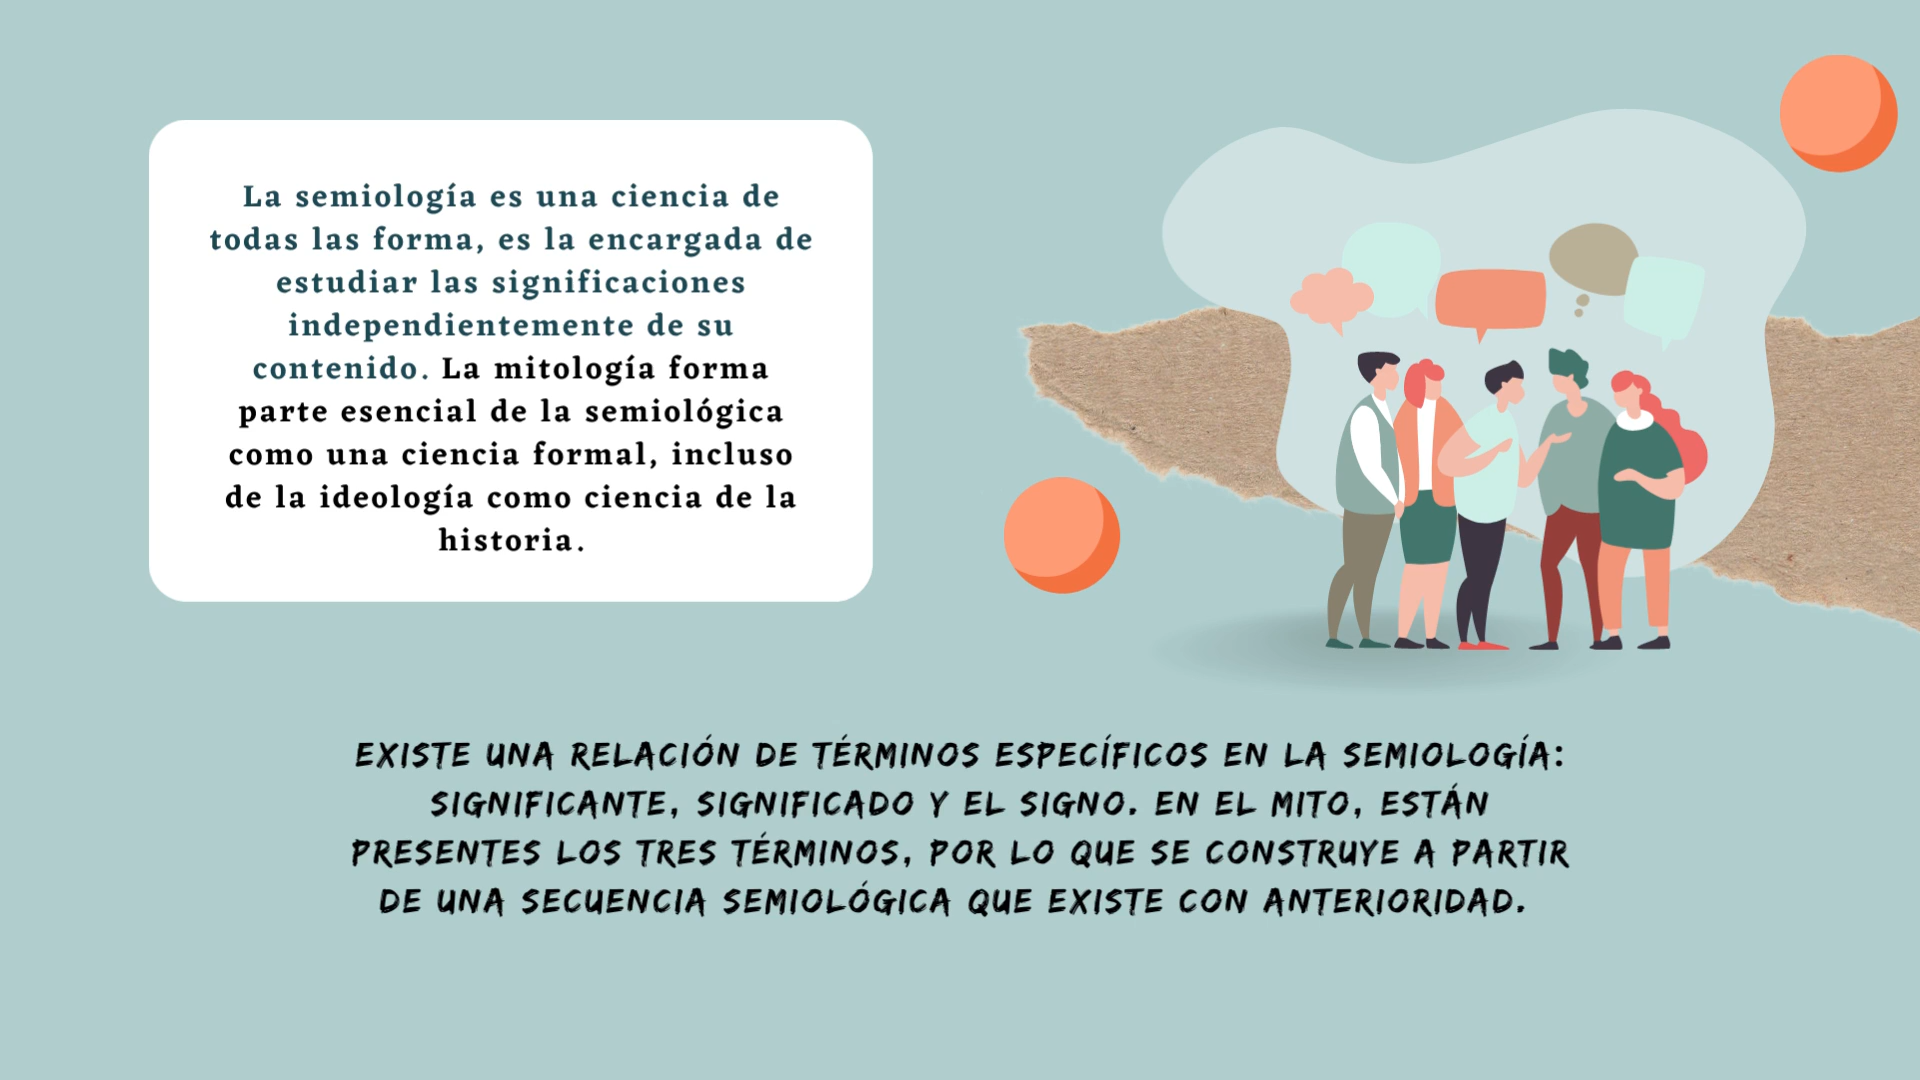 La semiología es una ciencia de
todas las forma, es la encargada de
estudiar las significaciones
independientemente de su
contenido. La mitología forma
parte esencial de la semiológica
como una ciencia formal, incluso
de la ideología como ciencia de la
historia.
EXISTE UNA RELACIÓN DE TÉRMINOS ESPECÍFICOS EN LA SEMIOLOGÍA:
SIGNIFICANTE, SIGNIFICADO Y EL SIGNO. EN EL MITO, ESTÁN
PRESENTES LOS TRES TÉRMINOS, POR LO QUE SE CONSTRUYE A PARTIR
DE UNA SECUENCIA SEMIOLÓGICA QUE EXISTE CON ANTERIORIDAD.